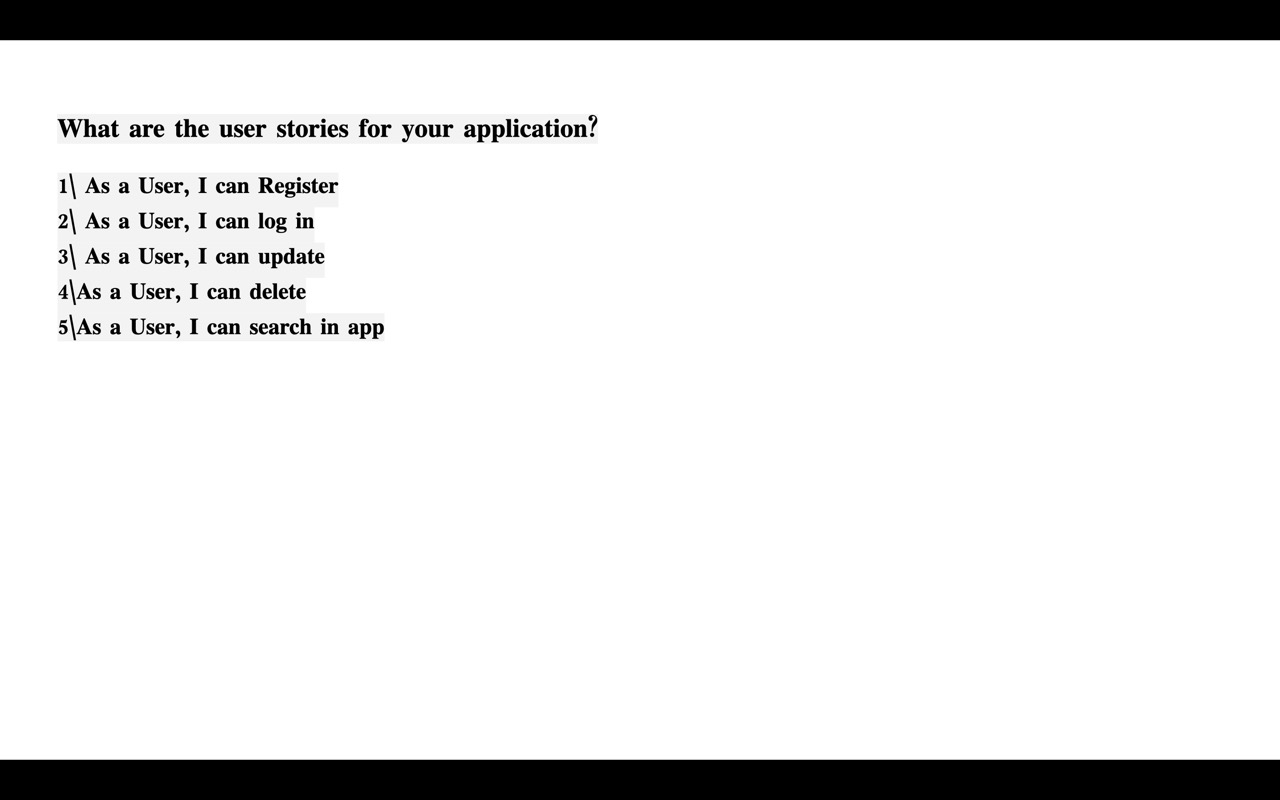 What are the user stories for your application?
1\ As a User, I can Register
2\ As a User, I can log in
3\ As a User, I can update
4\As a User, I can delete
5\As a User, I can search in app